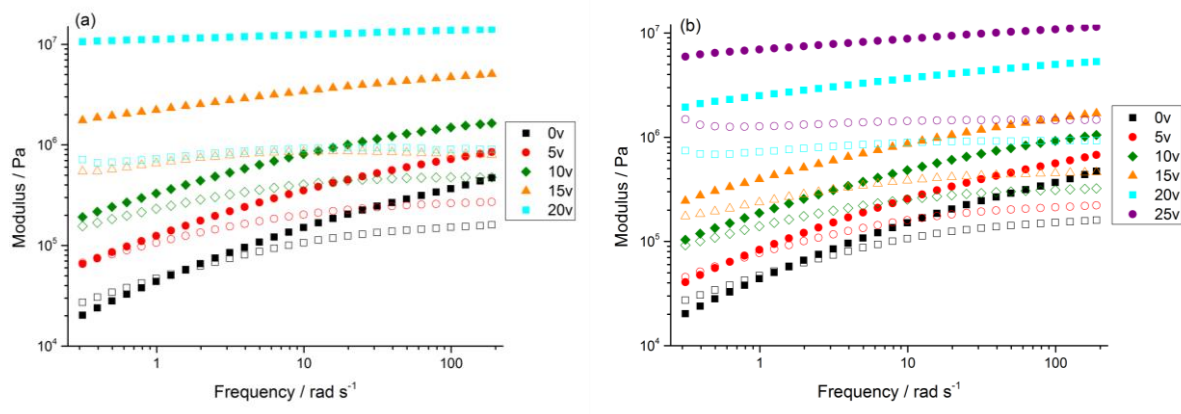 (a)
Modulus / Pa
10⁷
10⁶
10⁵
10⁴
1
10
100
Frequency / rad s⁻¹
0v
5v
10v
15v
20v
(b)
Modulus / Pa
10⁷
10⁶
10⁵
10⁴
1
10
100
Frequency / rad s⁻¹
0v
5v
10v
15v
20v
25v